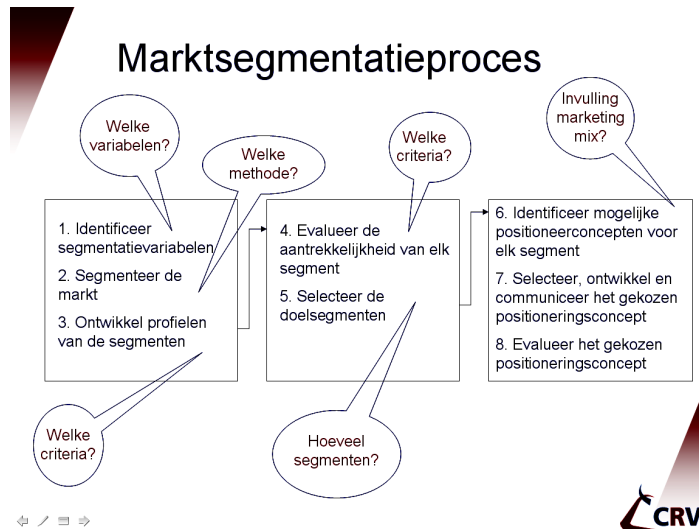 Marktsegmentatieproces
Welke
variabelen?
Welke
methode?
Welke
criteria?
Invulling
marketing
mix?
1. Identificeer
segmentatievariabelen
2. Segmenteer de
markt
3. Ontwikkel profielen
van de segmenten
4. Evalueer de
aantrekkelijkheid van elk
segment
5. Selecteer de
doelsegmenten
6. Identificeer mogelijke
positioneerconcepten voor
elk segment
7. Selecteer, ontwikkel en
communiceer het gekozen
positioneringsconcept
8. Evalueer het gekozen
positioneringsconcept
Welke
criteria?
Hoeveel
segmenten?
CRV